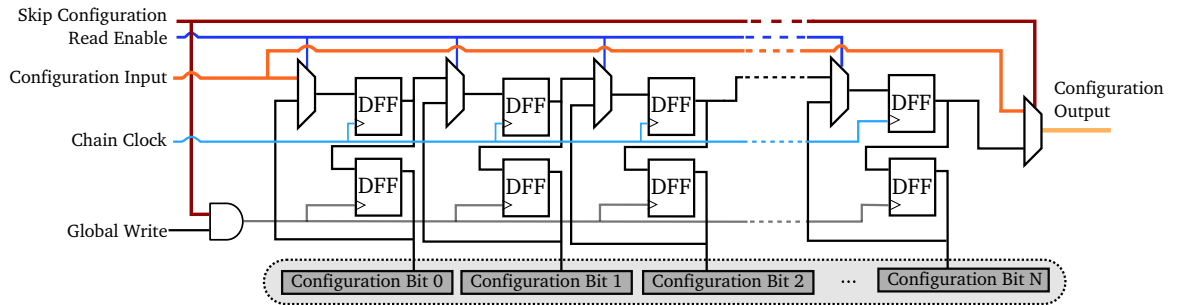 Skip Configuration
Read Enable
Configuration Input
Configuration
Output
DFF
DFF
DFF
DFF
Chain Clock
DFF
DFF
DFF
DFF
Global Write
Configuration Bit 0
Configuration Bit 1
Configuration Bit 2
...
Configuration Bit N